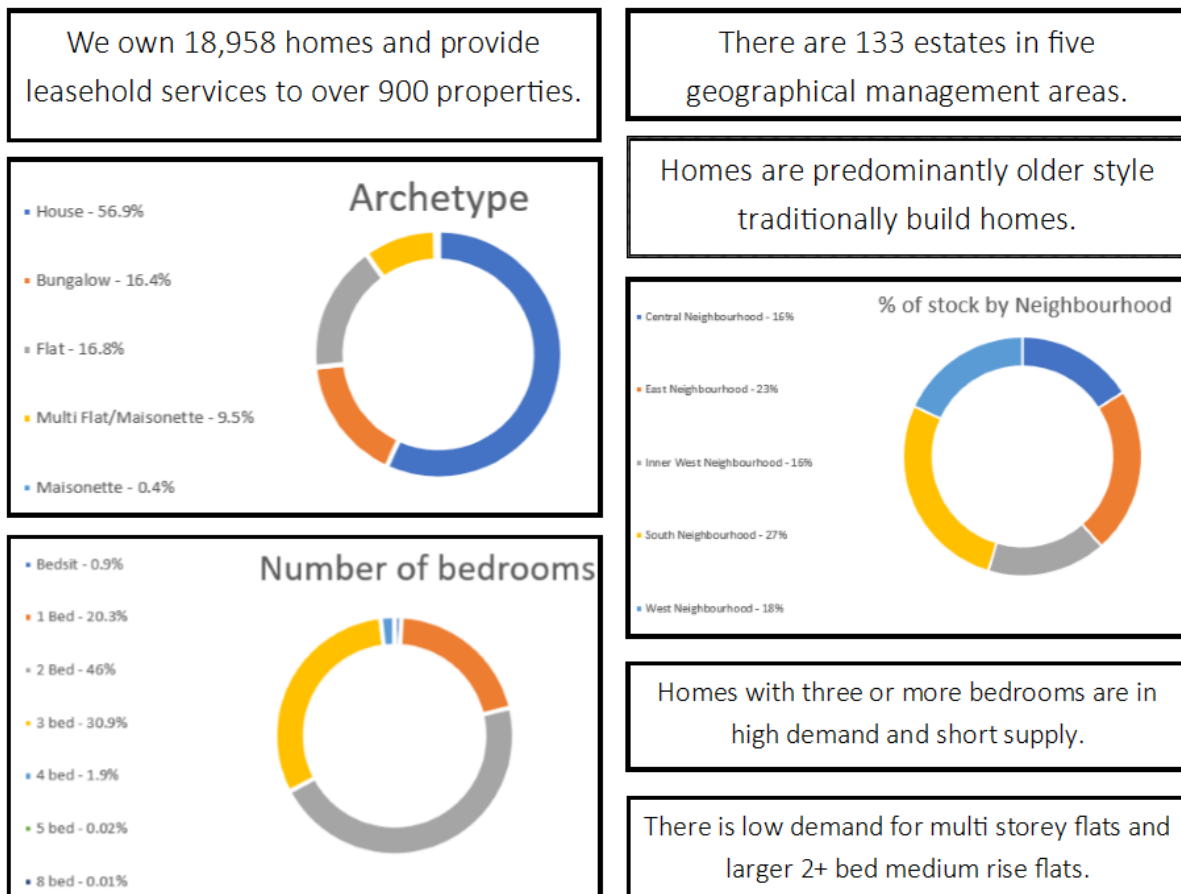 We own 18,958 homes and provide
leasehold services to over 900 properties.
Archetype
House - 56.9%
Bungalow - 16.4%
Flat - 16.8%
Multi Flat/Maisonette - 9.5%
Maisonette - 0.4%
Number of bedrooms
Bedsit - 0.9%
1 Bed - 20.3%
2 Bed - 46%
3 bed - 30.9%
4 bed - 1.9%
5 bed - 0.02%
8 bed - 0.01%
There are 133 estates in five
geographical management areas.
Homes are predominantly older style
traditionally build homes.
% of stock by Neighbourhood
Central Neighbourhood - 16%
East Neighbourhood - 23%
Inner West Neighbourhood - 16%
South Neighbourhood - 27%
West Neighbourhood - 18%
Homes with three or more bedrooms are in
high demand and short supply.
There is low demand for multi storey flats and
larger 2+ bed medium rise flats.